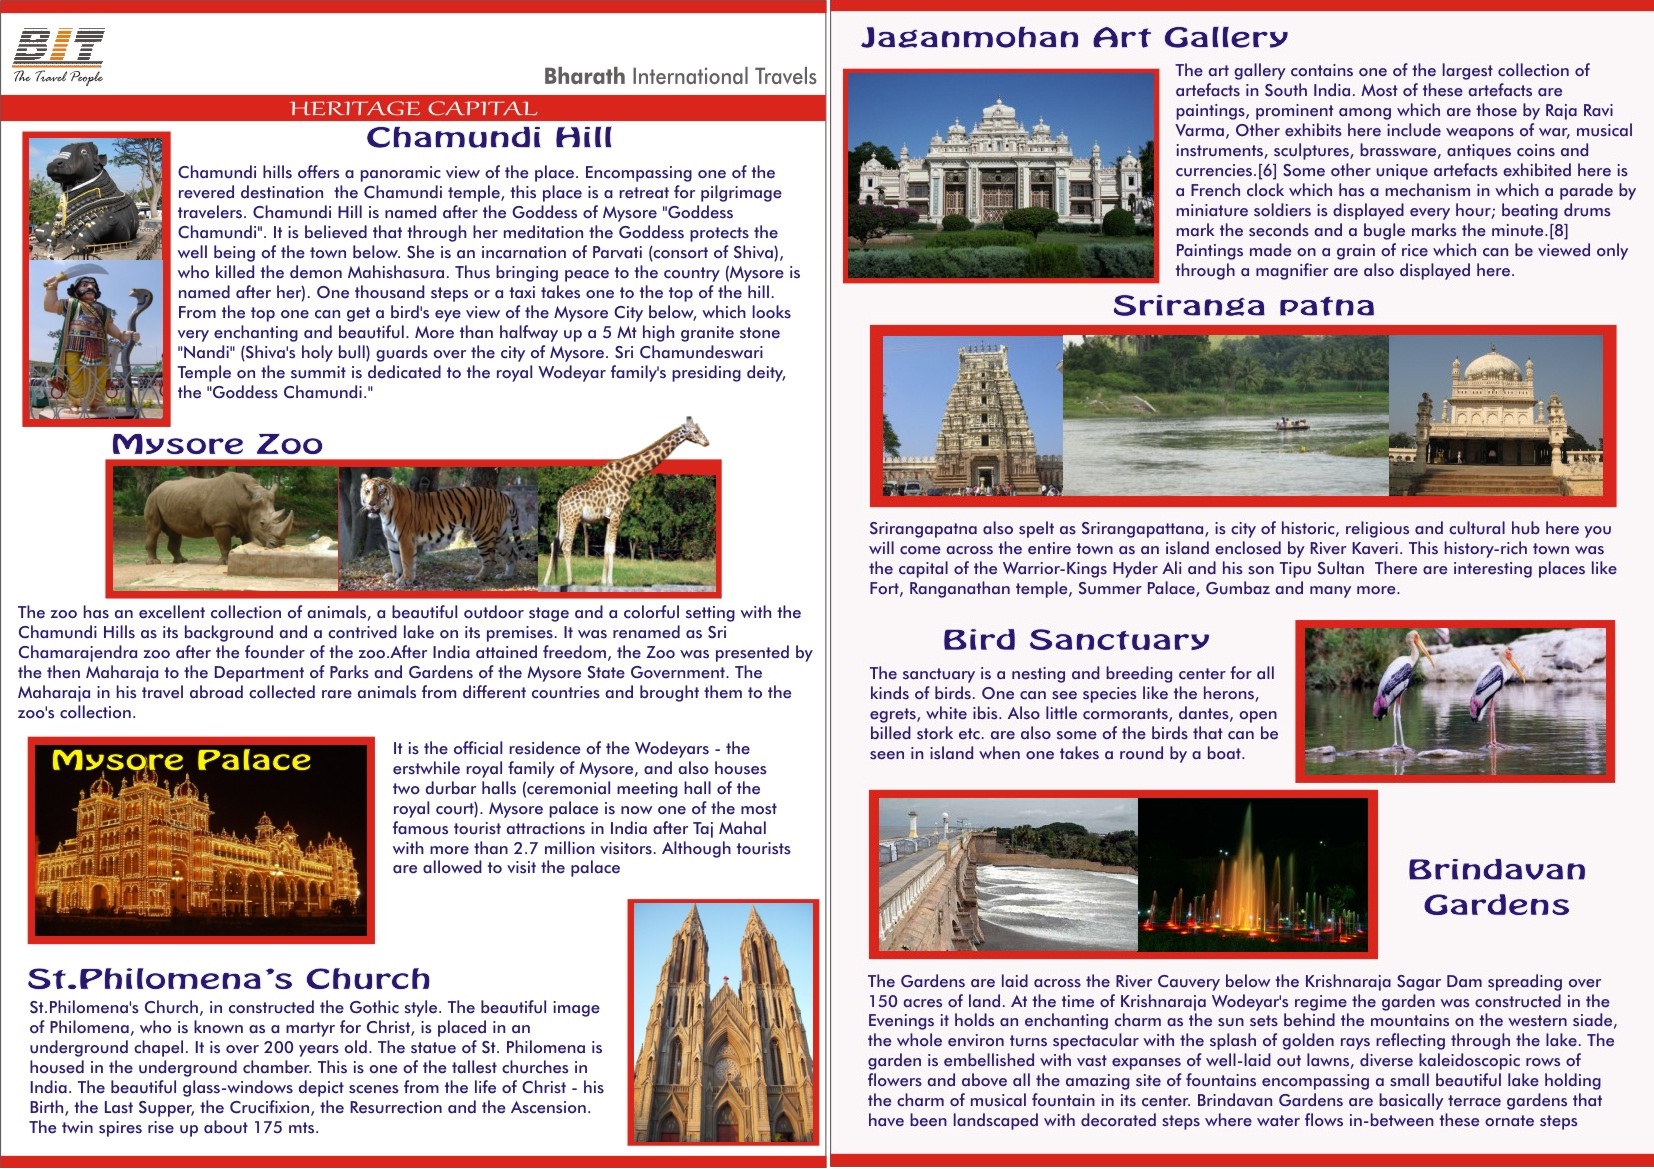 BIT
The Travel People
Bharath International Travels
HERITAGE CAPITAL
Chamundi Hill
Chamundi hills offers a panoramic view of the place. Encompassing one of the
revered destination the Chamundi temple, this place is a retreat for pilgrimage
travelers. Chamundi Hill is named after the Goddess of Mysore "Goddess
Chamundi". It is believed that through her meditation the Goddess protects the
well being of the town below. She is an incarnation of Parvati (consort of Shiva),
who killed the demon Mahishasura. Thus bringing peace to the country (Mysore is
named after her). One thousand steps or a taxi takes one to the top of the hill.
From the top one can get a bird's eye view of the Mysore City below, which looks
very enchanting and beautiful. More than halfway up a 5 Mt high granite stone
"Nandi" (Shiva's holy bull) guards over the city of Mysore. Sri Chamundeswari
Temple on the summit is dedicated to the royal Wodeyar family's presiding deity,
the "Goddess Chamundi."
Mysore Zoo
The zoo has an excellent collection of animals, a beautiful outdoor stage and a colorful setting with the
Chamundi Hills as its background and a contrived lake on its premises. It was renamed as Sri
Chamarajendra zoo after the founder of the zoo.After India attained freedom, the Zoo was presented by
the then Maharaja to the Department of Parks and Gardens of the Mysore State Government. The
Maharaja in his travel abroad collected rare animals from different countries and brought them to the
zoo's collection.
Mysore Palace
It is the official residence of the Wodeyars - the
erstwhile royal family of Mysore, and also houses
two durbar halls (ceremonial meeting hall of the
royal court). Mysore palace is now one of the most
famous tourist attractions in India after Taj Mahal
with more than 2.7 million visitors. Although tourists
are allowed to visit the palace
St.Philomena's Church
St.Philomena's Church, in constructed the Gothic style. The beautiful image
of Philomena, who is known as a martyr for Christ, is placed in an
underground chapel. It is over 200 years old. The statue of St. Philomena is
housed in the underground chamber. This is one of the tallest churches in
India. The beautiful glass-windows depict scenes from the life of Christ - his
Birth, the Last Supper, the Crucifixion, the Resurrection and the Ascension.
The twin spires rise up about 175 mts.
Jaganmohan Art Gallery
The art gallery contains one of the largest collection of
artefacts in South India. Most of these artefacts are
paintings, prominent among which are those by Raja Ravi
Varma, Other exhibits here include weapons of war, musical
instruments, sculptures, brassware, antiques coins and
currencies.[6] Some other unique artefacts exhibited here is
a French clock which has a mechanism in which a parade by
miniature soldiers is displayed every hour; beating drums
mark the seconds and a bugle marks the minute.[8]
Paintings made on a grain of rice which can be viewed only
through a magnifier are also displayed here.
Sriranga patna
Srirangapatna also spelt as Srirangapattana, is city of historic, religious and cultural hub here you
will come across the entire town as an island enclosed by River Kaveri. This history-rich town was
the capital of the Warrior-Kings Hyder Ali and his son Tipu Sultan There are interesting places like
Fort, Ranganathan temple, Summer Palace, Gumbaz and many more.
Bird Sanctuary
The sanctuary is a nesting and breeding center for all
kinds of birds. One can see species like the herons,
egrets, white ibis. Also little cormorants, dantes, open
billed stork etc. are also some of the birds that can be
seen in island when one takes a round by a boat.
Brindavan
Gardens
The Gardens are laid across the River Cauvery below the Krishnaraja Sagar Dam spreading over
150 acres of land. At the time of Krishnaraja Wodeyar's regime the garden was constructed in the
Evenings it holds an enchanting charm as the sun sets behind the mountains on the western siade,
the whole environ turns spectacular with the splash of golden rays reflecting through the lake. The
garden is embellished with vast expanses of well-laid out lawns, diverse kaleidoscopic rows of
flowers and above all the amazing site of fountains encompassing a small beautiful lake holding
the charm of musical fountain in its center. Brindavan Gardens are basically terrace gardens that
have been landscaped with decorated steps where water flows in-between these ornate steps